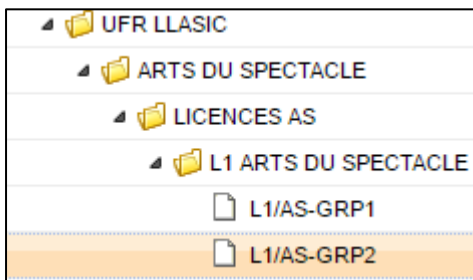 UFR LLASIC
ARTS DU SPECTACLE
LICENCES AS
L1 ARTS DU SPECTACLE
L1/AS-GRP1
L1/AS-GRP2